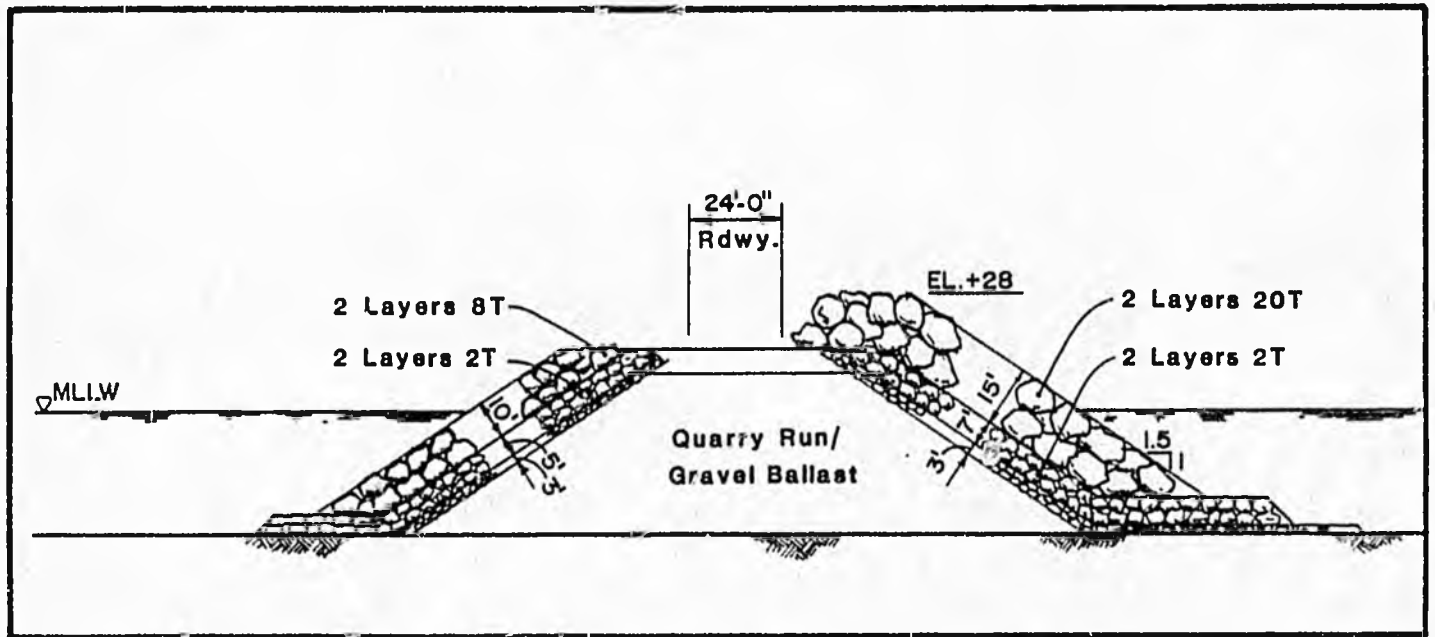 24'-0"
Rdwy.
EL.+28
2 Layers 8T
2 Layers 20T
2 Layers 2T
2 Layers 2T
MLLW
10'
5'
3'
15'
7'
3'
1.5
1
Quarry Run/
Gravel Ballast